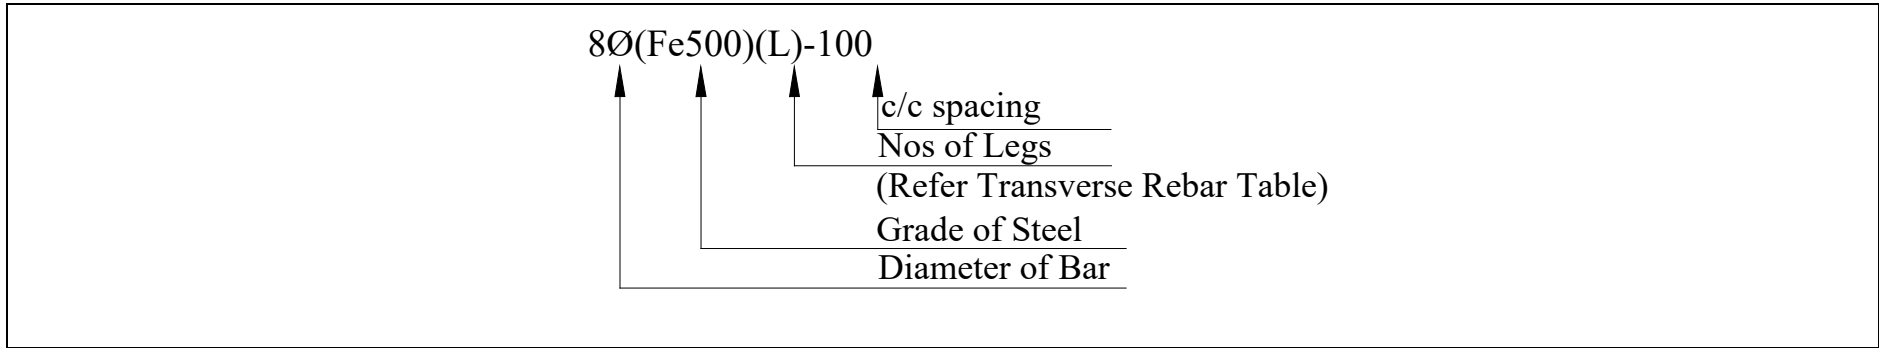 8Ø(Fe500)(L)-100
c/c spacing
Nos of Legs
(Refer Transverse Rebar Table)
Grade of Steel
Diameter of Bar